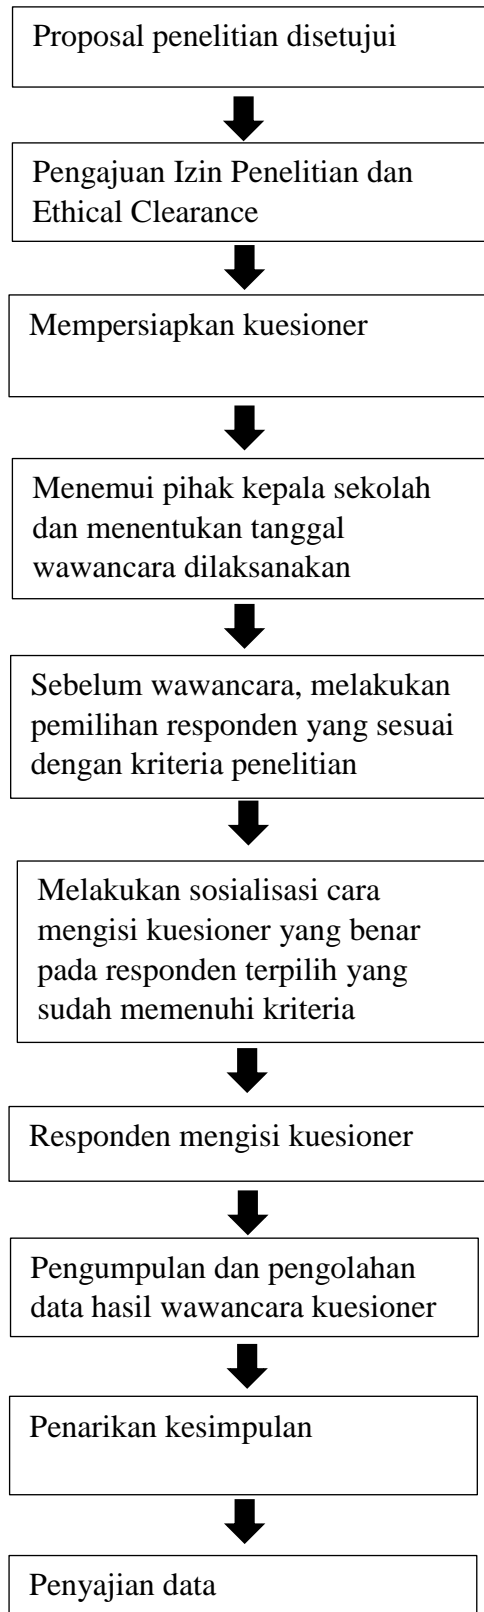 Proposal penelitian disetujui
Pengajuan Izin Penelitian dan
Ethical Clearance
Mempersiapkan kuesioner
Menemui pihak kepala sekolah
dan menentukan tanggal
wawancara dilaksanakan
Sebelum wawancara, melakukan
pemilihan responden yang sesuai
dengan kriteria penelitian
Melakukan sosialisasi cara
mengisi kuesioner yang benar
pada responden terpilih yang
sudah memenuhi kriteria
Responden mengisi kuesioner
Pengumpulan dan pengolahan
data hasil wawancara kuesioner
Penarikan kesimpulan
Penyajian data